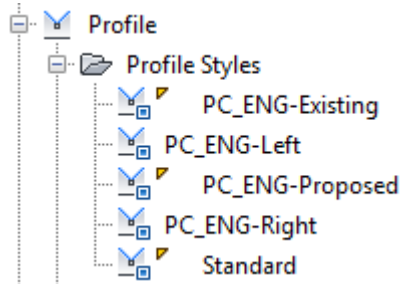 Profile
Profile Styles
PC_ENG-Existing
PC_ENG-Left
PC_ENG-Proposed
PC_ENG-Right
Standard